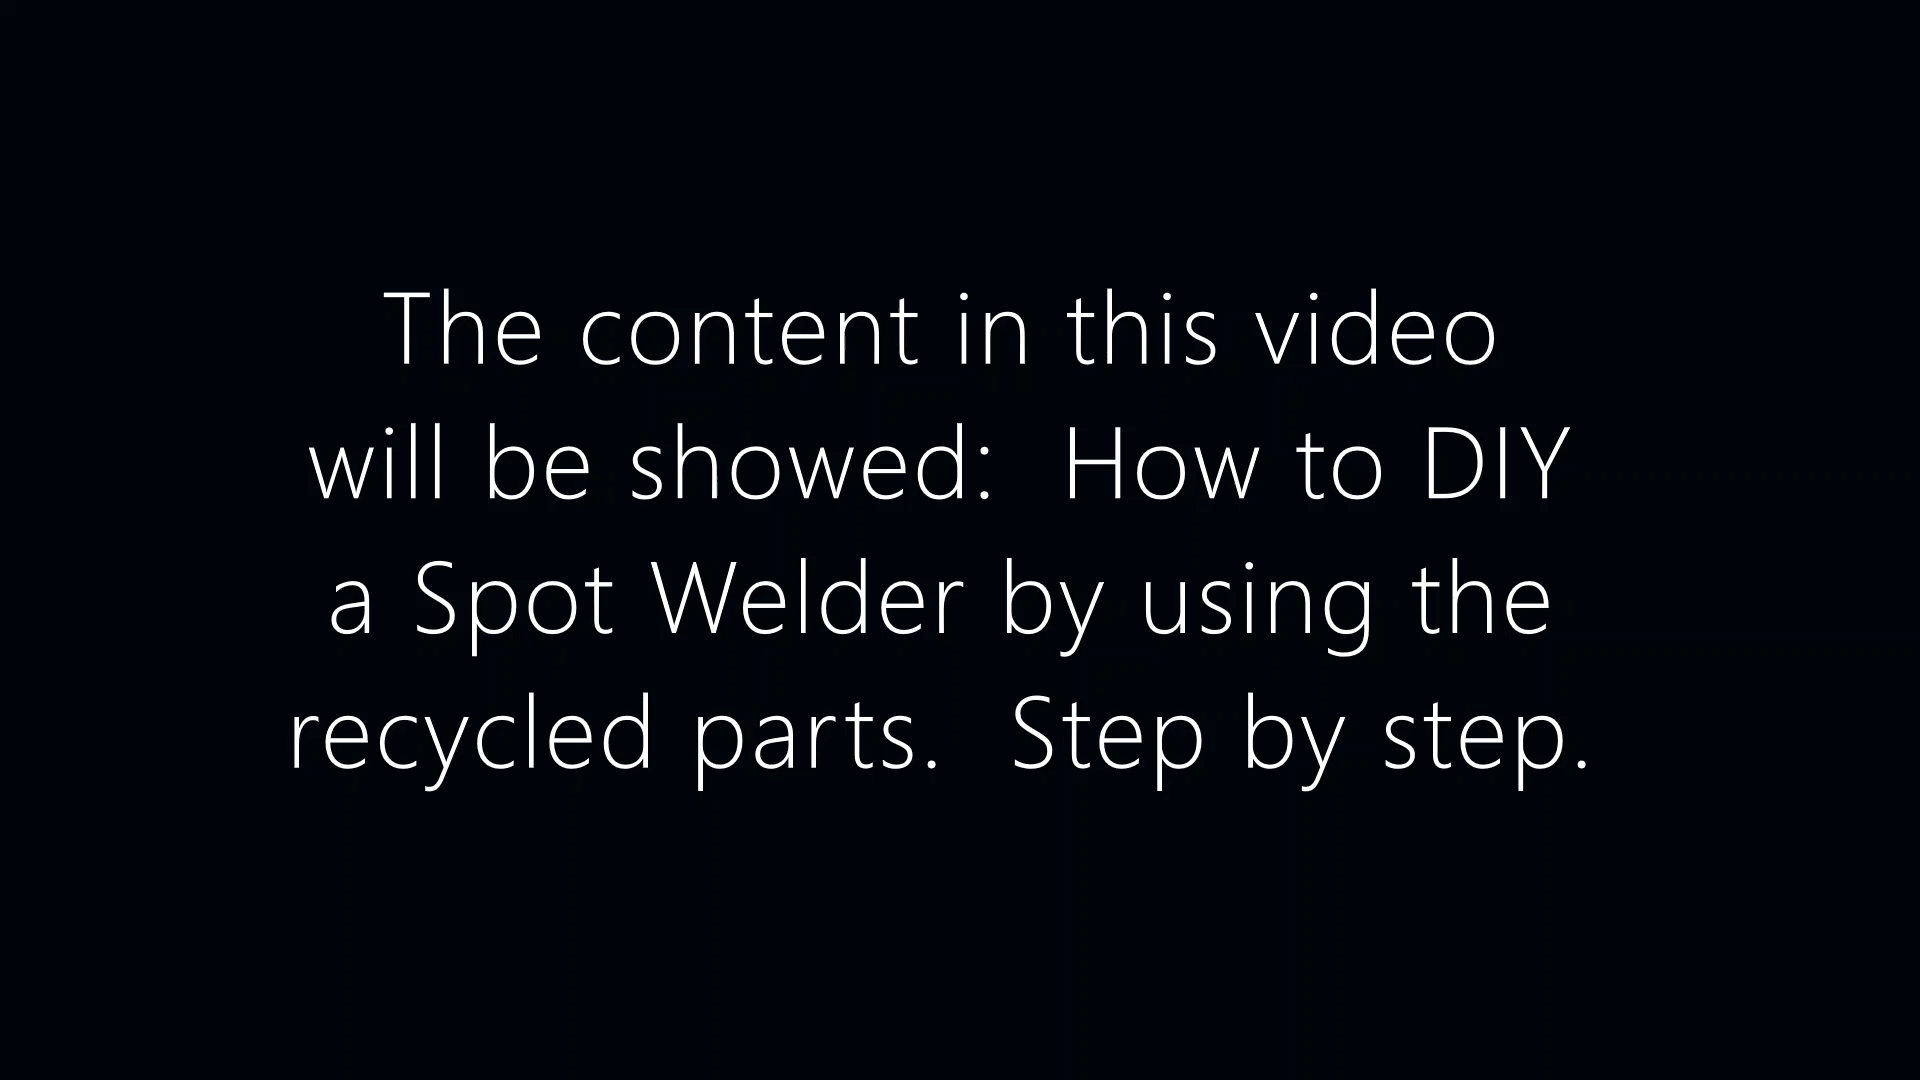 The content in this video
will be showed:  How to DIY
a Spot Welder by using the
recycled parts.  Step by step.